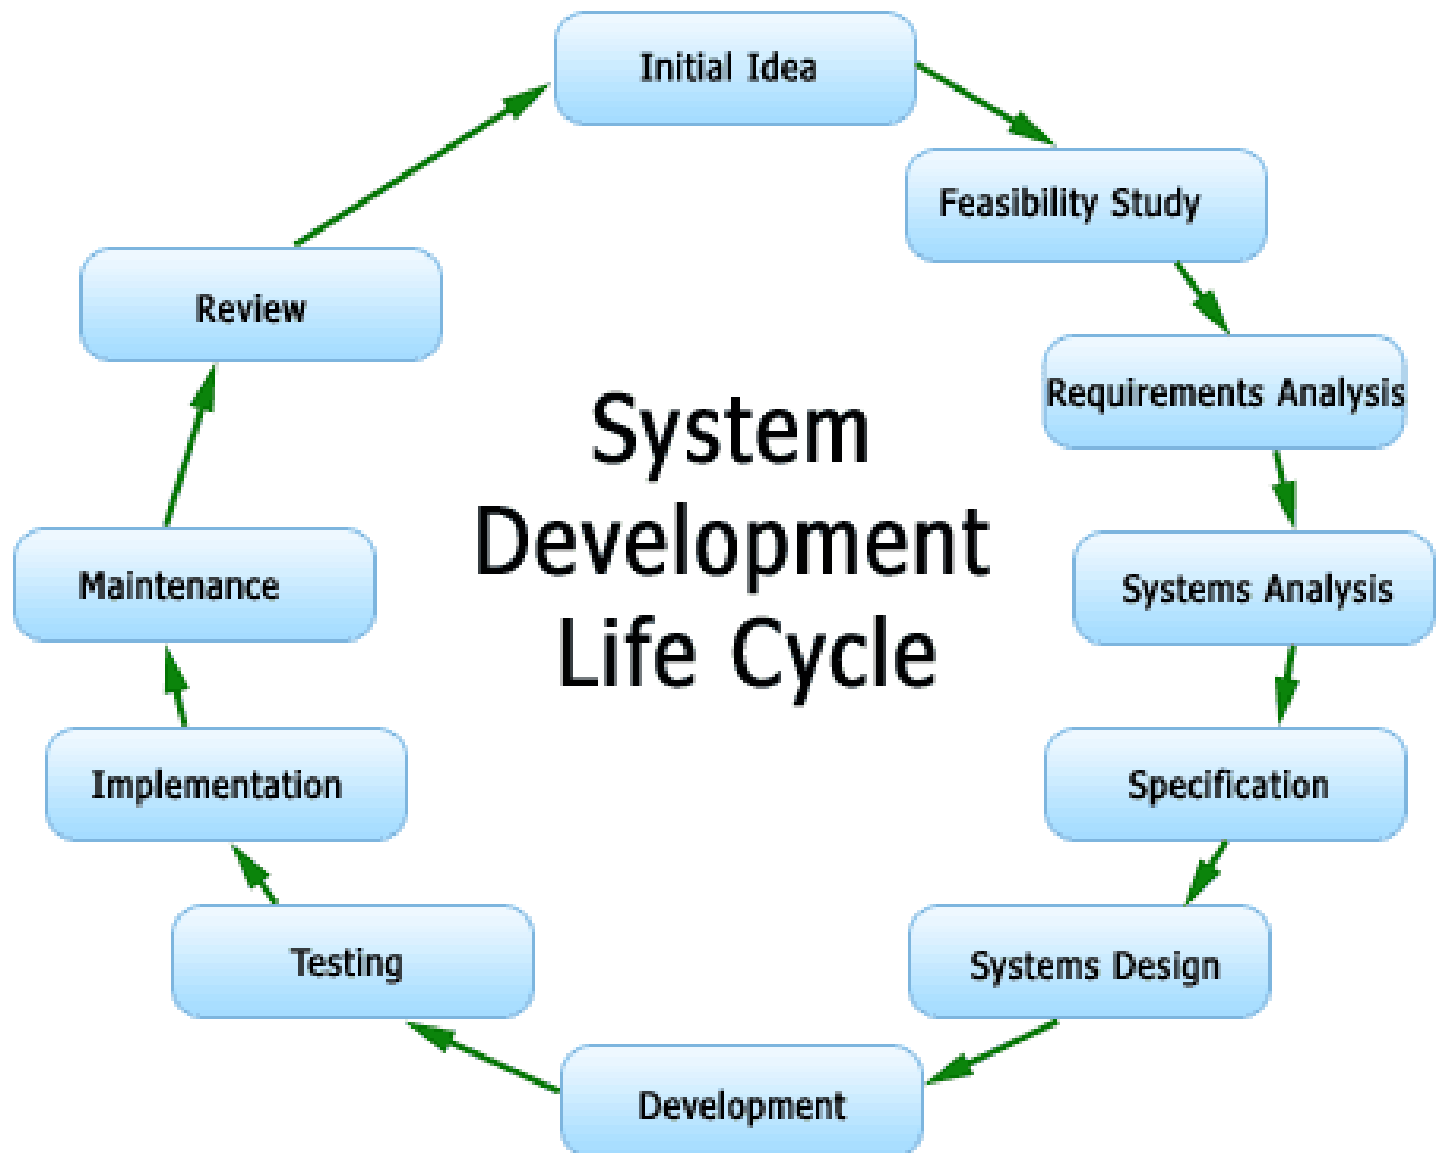 Initial Idea
Feasibility Study
Requirements Analysis
Systems Analysis
Specification
Systems Design
Development
Testing
Implementation
Maintenance
Review
System
Development
Life Cycle